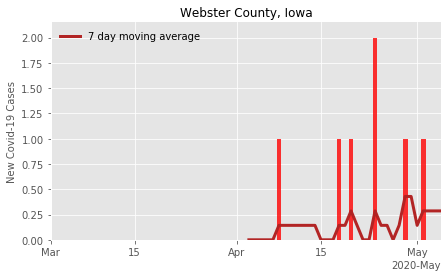 Webster County, Iowa
7 day moving average
New Covid-19 Cases
2.00
1.75
1.50
1.25
1.00
0.75
0.50
0.25
0.00
Mar
15
Apr
15
May
2020-May